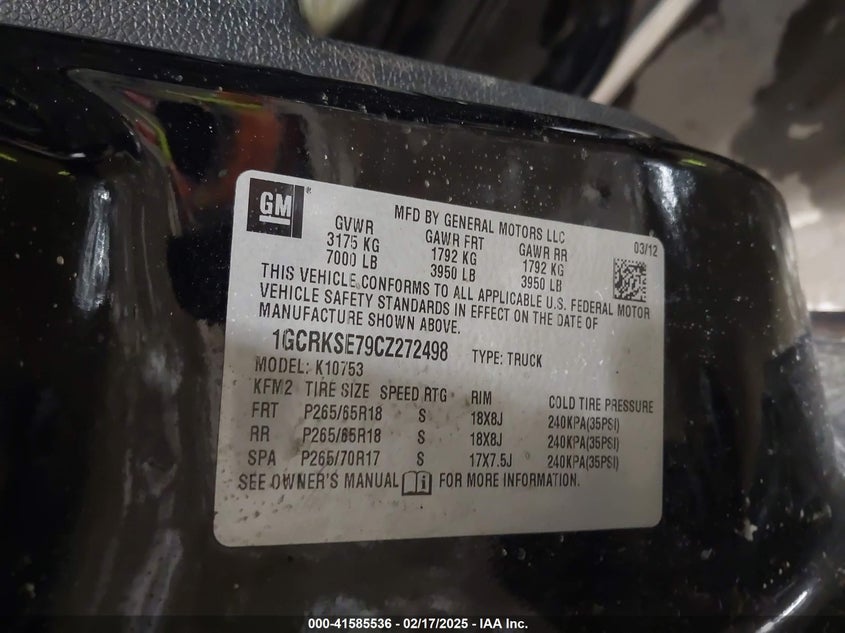 GM ®
MFD BY GENERAL MOTORS LLC 03/12
GVWR GAWR FRT GAWR RR
3175 KG 1792 KG 1792 KG
7000 LB 3950 LB 3950 LB
THIS VEHICLE CONFORMS TO ALL APPLICABLE U.S. FEDERAL MOTOR
VEHICLE SAFETY STANDARDS IN EFFECT ON THE DATE OF
MANUFACTURE SHOWN ABOVE.
1GCRKSE79CZ272498 TYPE: TRUCK
MODEL: K10753
KFM2 TIRE SIZE SPEED RTG RIM COLD TIRE PRESSURE
FRT P265/65R18 S 18X8J 240KPA(35PSI)
RR P265/65R18 S 18X8J 240KPA(35PSI)
SPA P265/70R17 S 17X7.5J 240KPA(35PSI)
SEE OWNER'S MANUAL i FOR MORE INFORMATION.
000-41585536 - 02/17/2025 - IAA Inc.